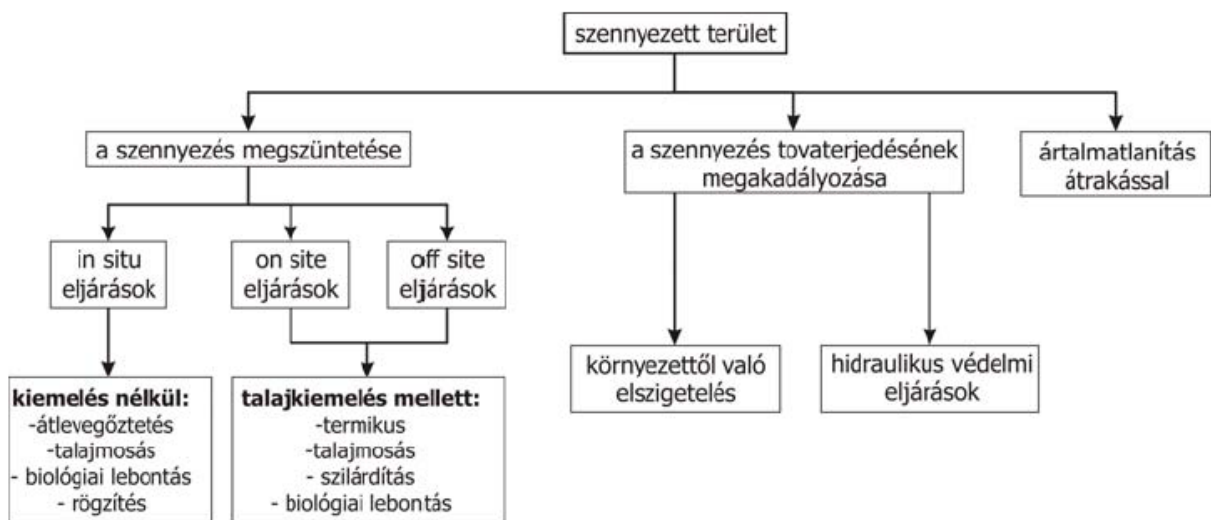 szennyezett terület
a szennyezés megszüntetése
a szennyezés tovaterjedésének
megakadályozása
ártalmatlanítás
átrakással
in situ
eljárások
on site
eljárások
off site
eljárások
környezettől való
elszigetelés
hidraulikus védelmi
eljárások
kiemelés nélkül:
-átlevegőztetés
-talajmosás
- biológiai lebontás
- rögzítés
talajkiemelés mellett:
-termikus
-talajmosás
- szilárdítás
- biológiai lebontás